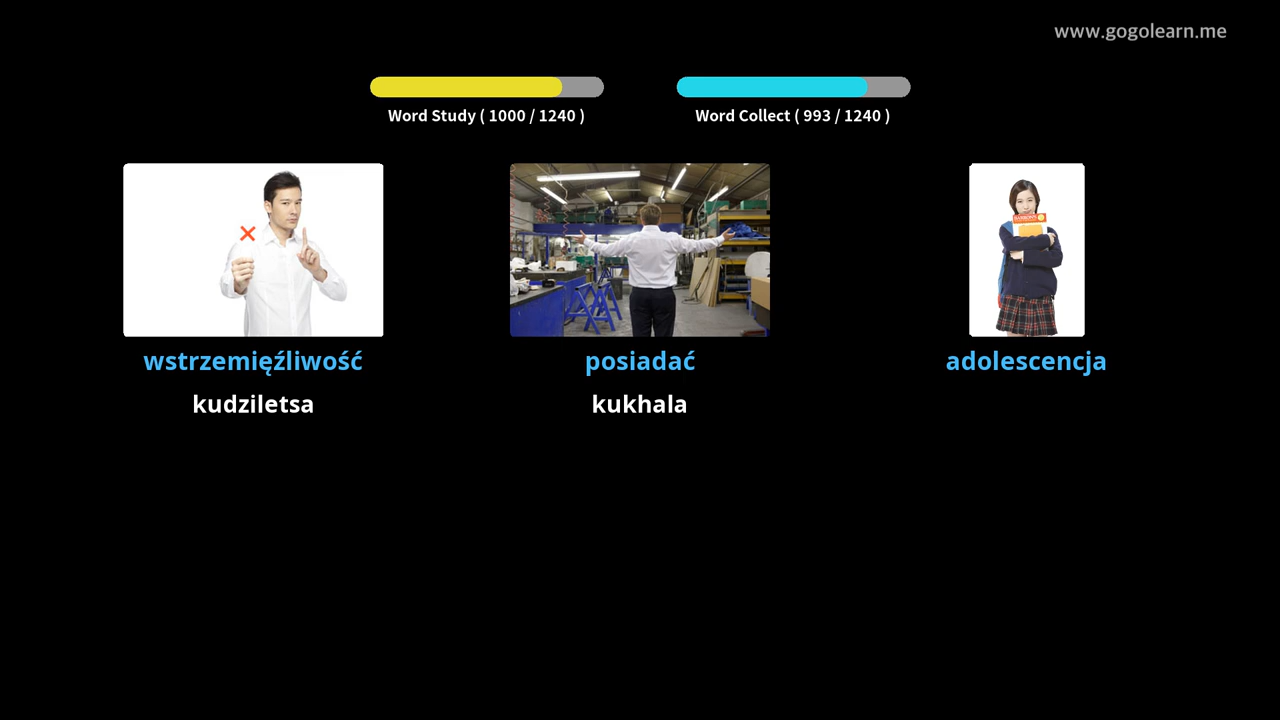 www.gogolearn.me
Word Study ( 1000 / 1240 )
Word Collect ( 993 / 1240 )
wstrzemięźliwość
posiadać
adolescencja
kudziletsa
kukhala